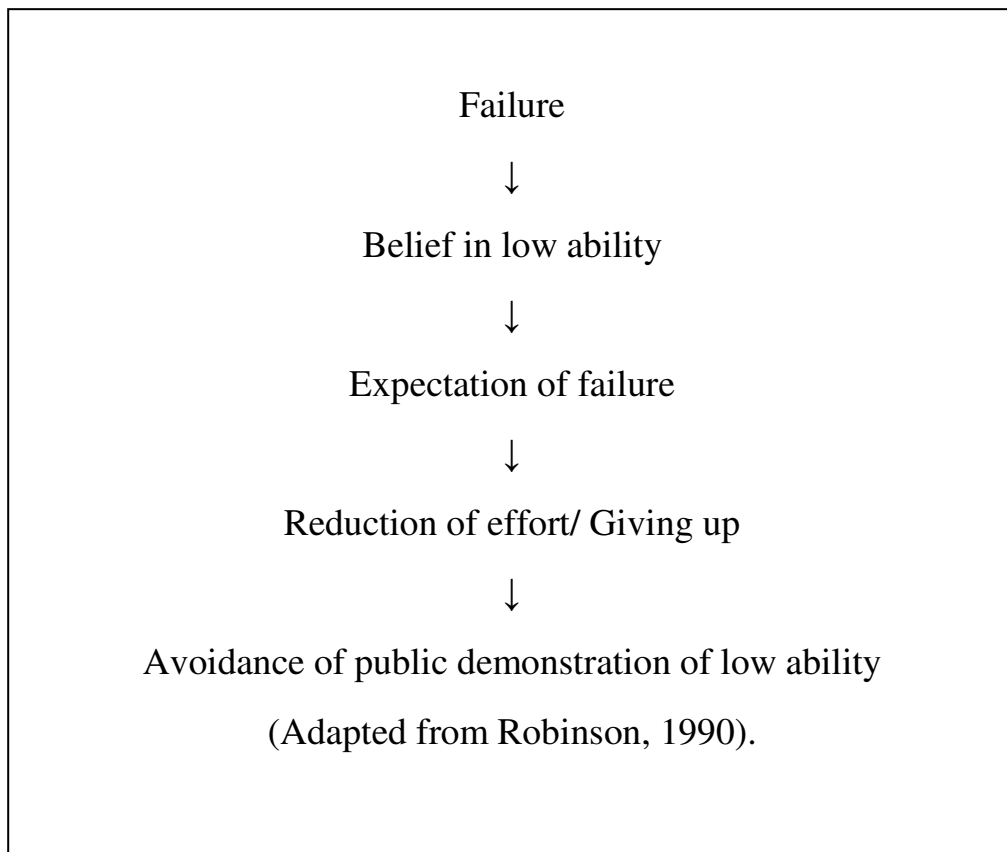 Failure
↓
Belief in low ability
↓
Expectation of failure
↓
Reduction of effort/ Giving up
↓
Avoidance of public demonstration of low ability
(Adapted from Robinson, 1990).